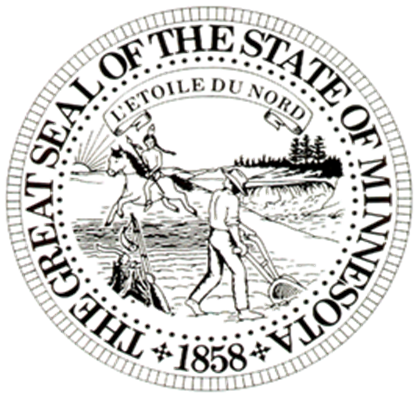 THE GREAT SEAL OF THE STATE OF MINNESOTA
L'ETOILE DU NORD
1858